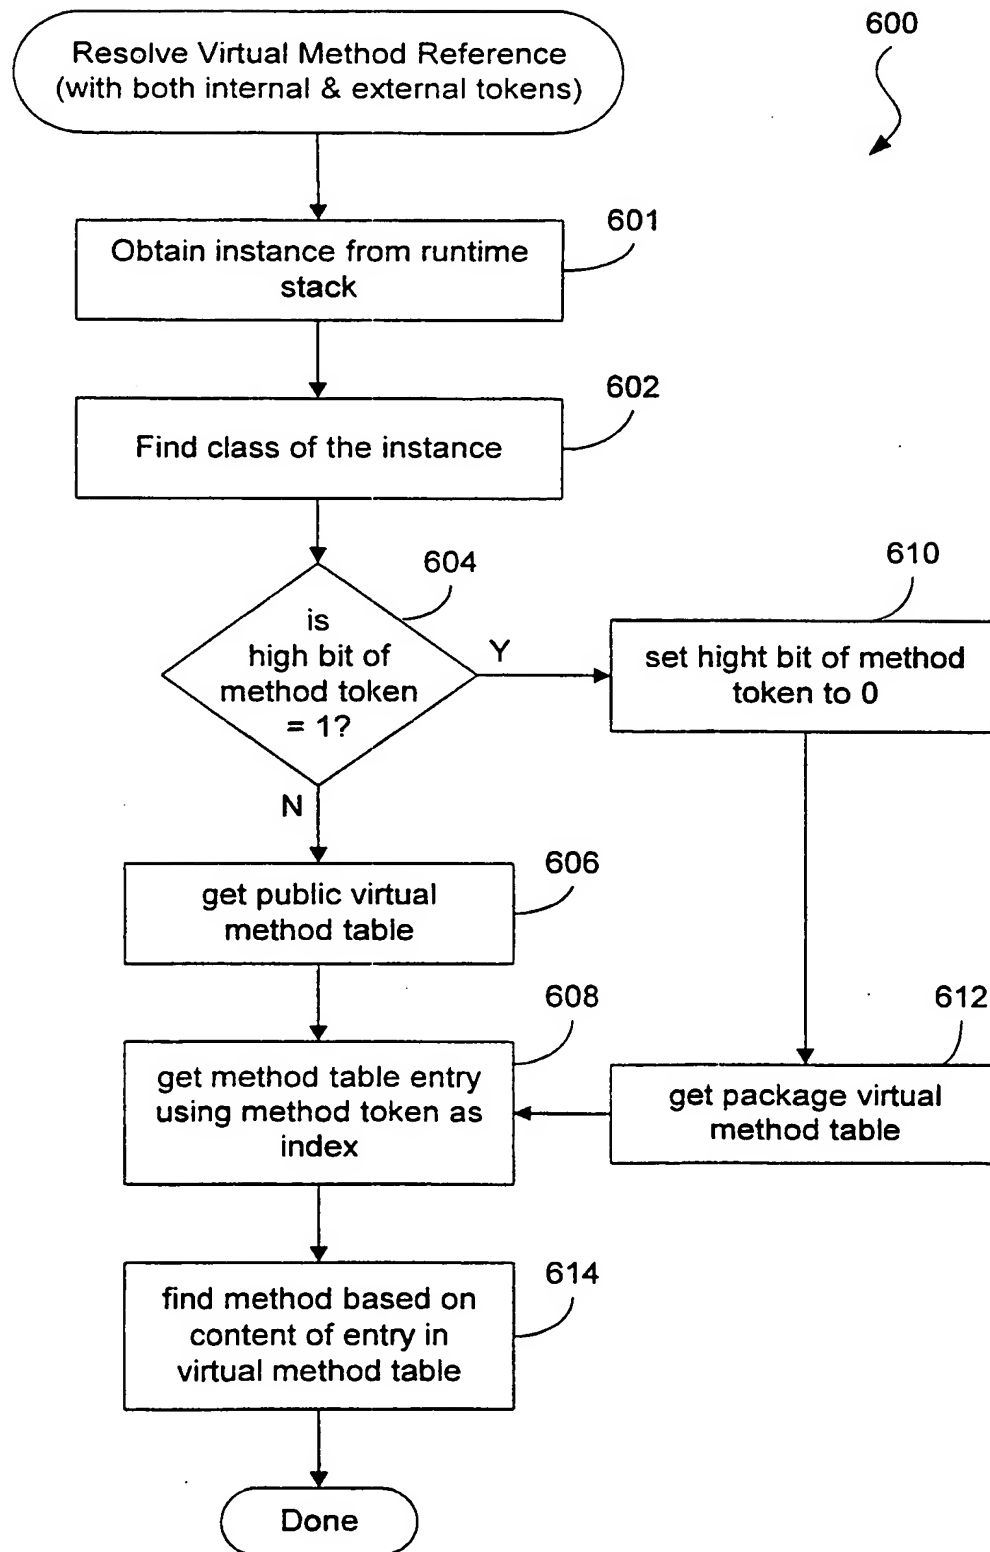 600
Resolve Virtual Method Reference
(with both internal & external tokens)
601
Obtain instance from runtime
stack
602
Find class of the instance
604
is
high bit of
method token
= 1?
Y
610
set hight bit of method
token to 0
N
606
get public virtual
method table
608
get method table entry
using method token as
index
612
get package virtual
method table
614
find method based on
content of entry in
virtual method table
Done